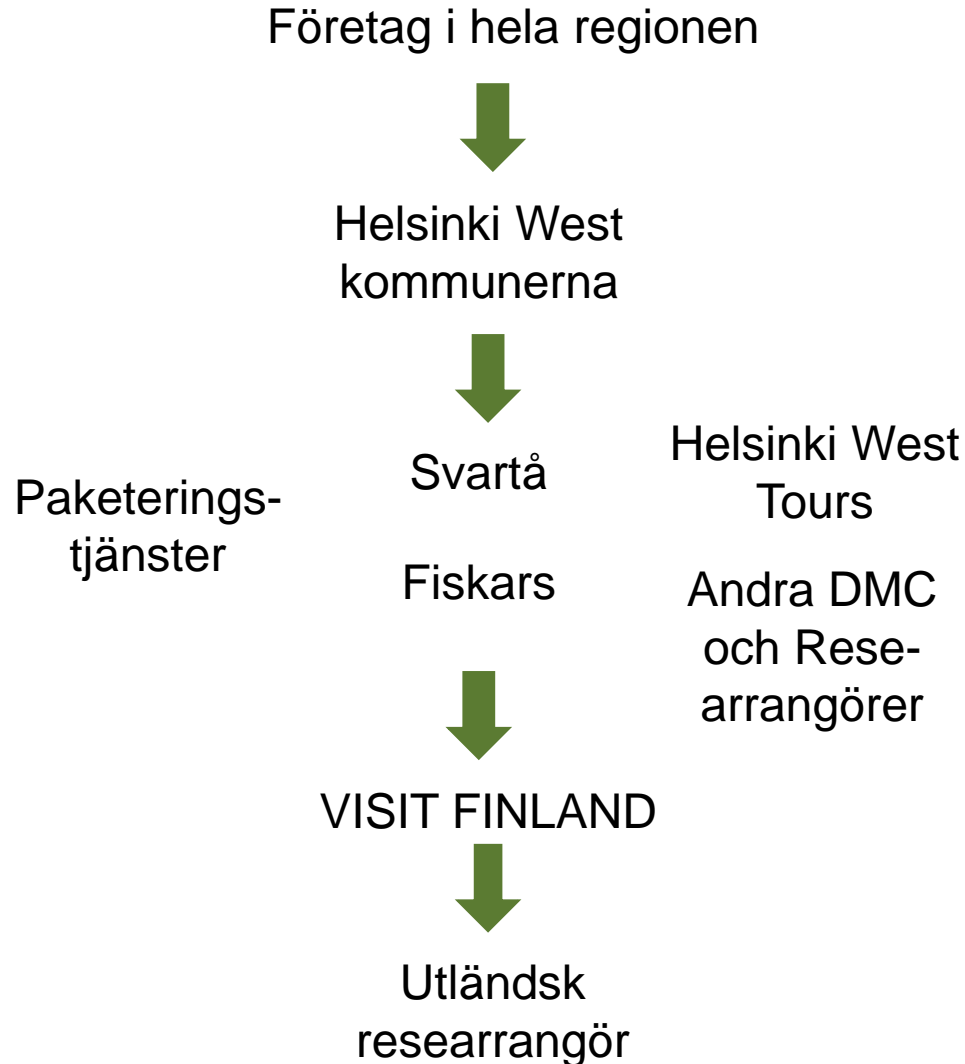 Företag i hela regionen
Helsinki West
kommunerna
Paketerings-
tjänster
Svartå
Fiskars
Helsinki West
Tours
Andra DMC
och Rese-
arrangörer
VISIT FINLAND
Utländsk
researrangör